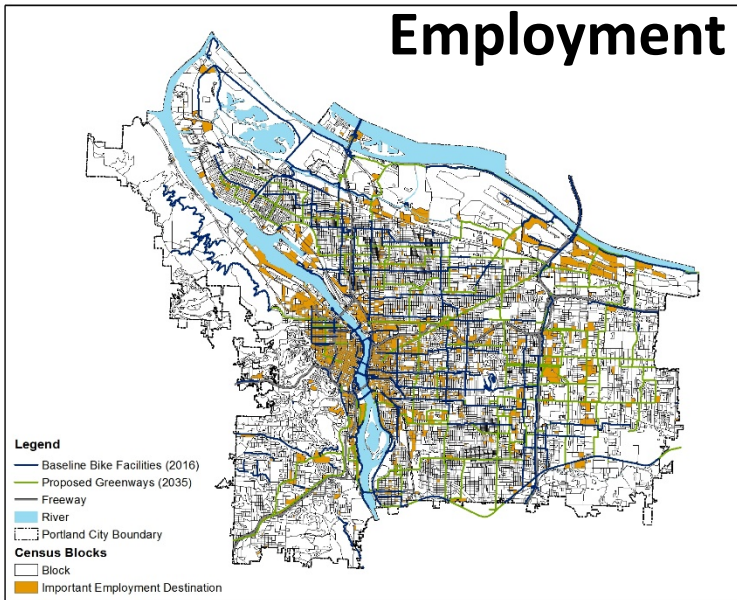 Employment
Legend
Baseline Bike Facilities (2016)
Proposed Greenways (2035)
Freeway
River
Portland City Boundary
Census Blocks
Block
Important Employment Destination